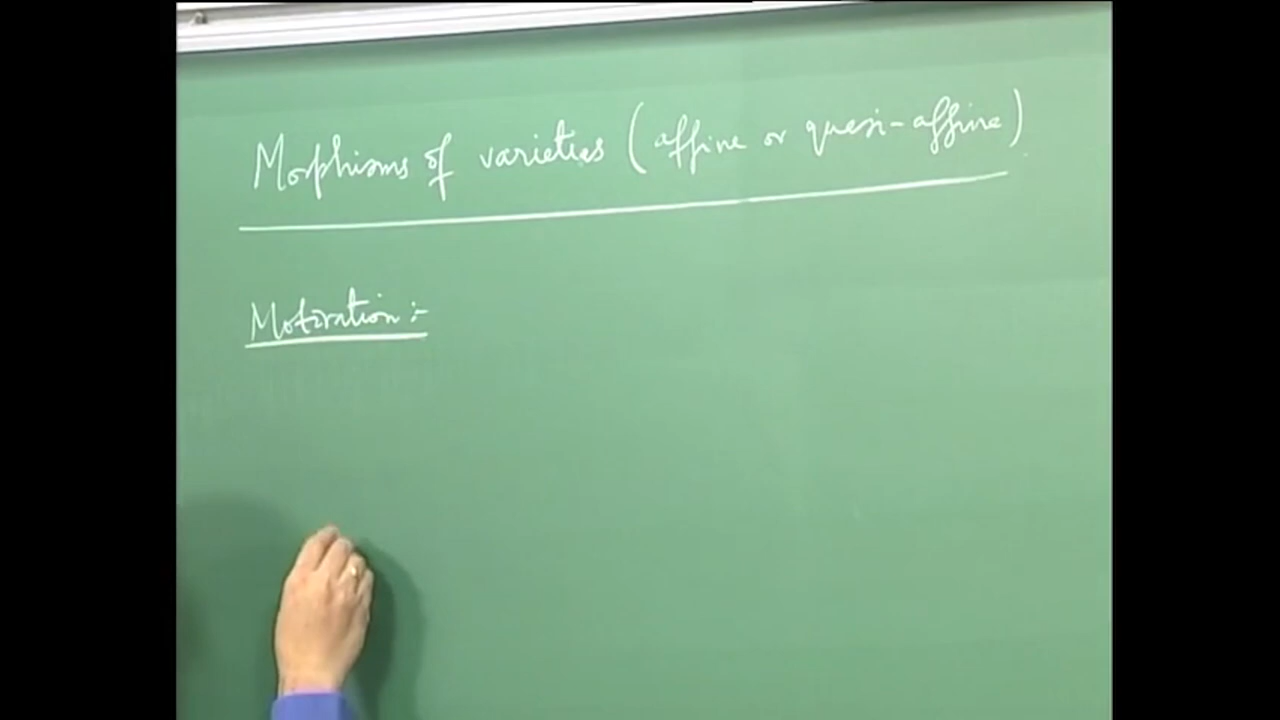 Morphisms of varieties (affine or quasi-affine)
Motivation :-